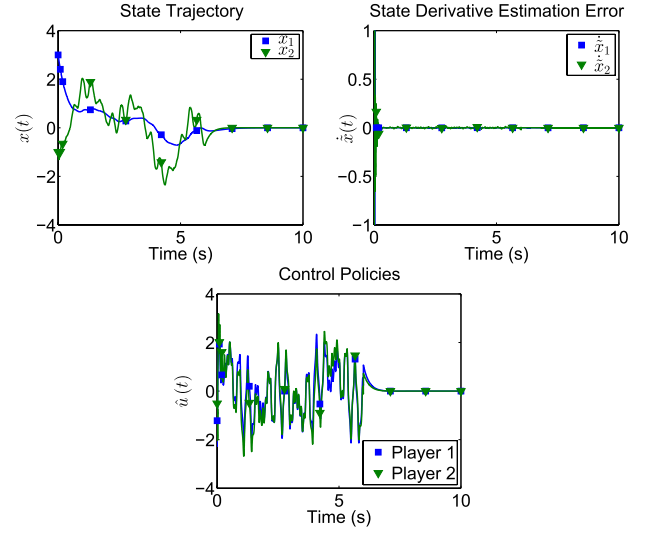 State Trajectory
4
2
0
−2
−4
0
5
10
x(t)
Time (s)
x₁
x₂
State Derivative Estimation Error
1
0.5
0
−0.5
−1
0
5
10
ẋ̃(t)
Time (s)
ẋ̃₁
ẋ̃₂
Control Policies
4
2
0
−2
−4
0
5
10
û(t)
Time (s)
Player 1
Player 2